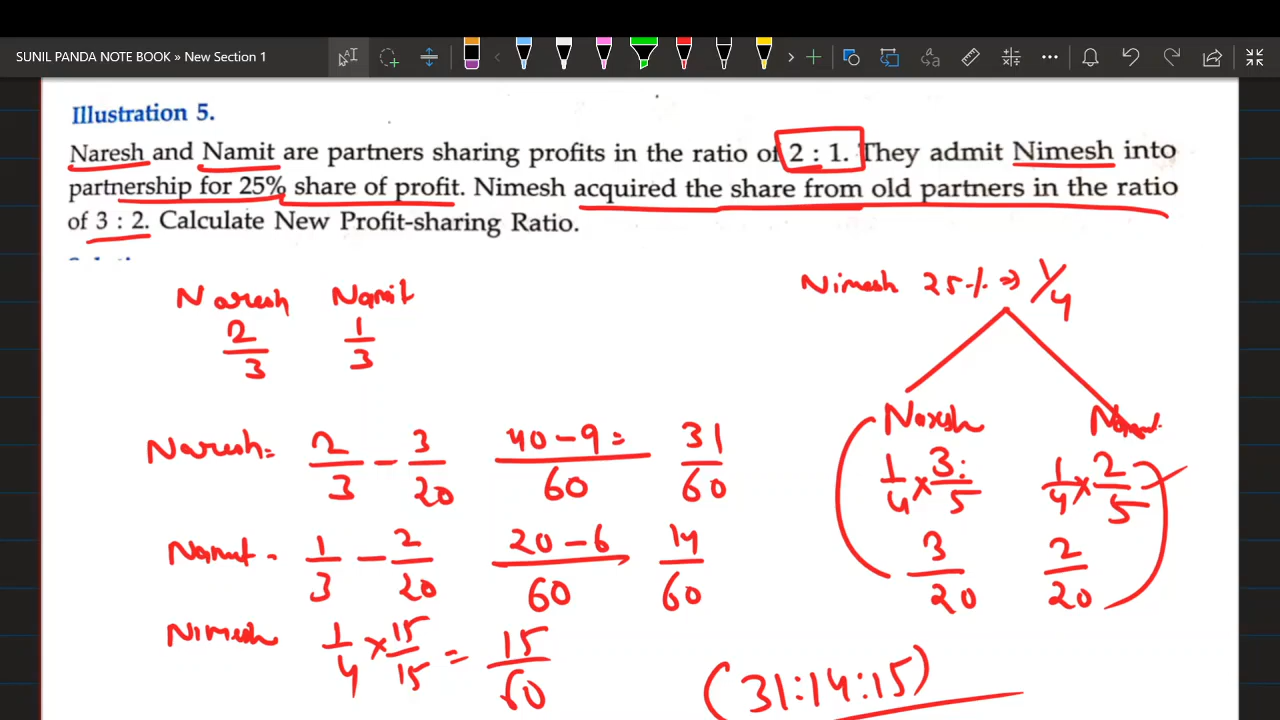 SUNIL PANDA NOTE BOOK » New Section 1
Illustration 5.
Naresh and Namit are partners sharing profits in the ratio of 2 : 1. They admit Nimesh into
partnership for 25% share of profit. Nimesh acquired the share from old partners in the ratio
of 3 : 2. Calculate New Profit-sharing Ratio.
Naresh Namit
2/3 1/3
Nimesh 25% ⇒ 1/4
Naresh Namit
1/4 × 3/5 1/4 × 2/5
3/20 2/20
Naresh = 2/3 - 3/20 40-9 = /60 31/60
Namit - 1/3 - 2/20 20-6/60 14/60
Nimesh 1/4 × 15/15 = 15/60
(31:14:15)